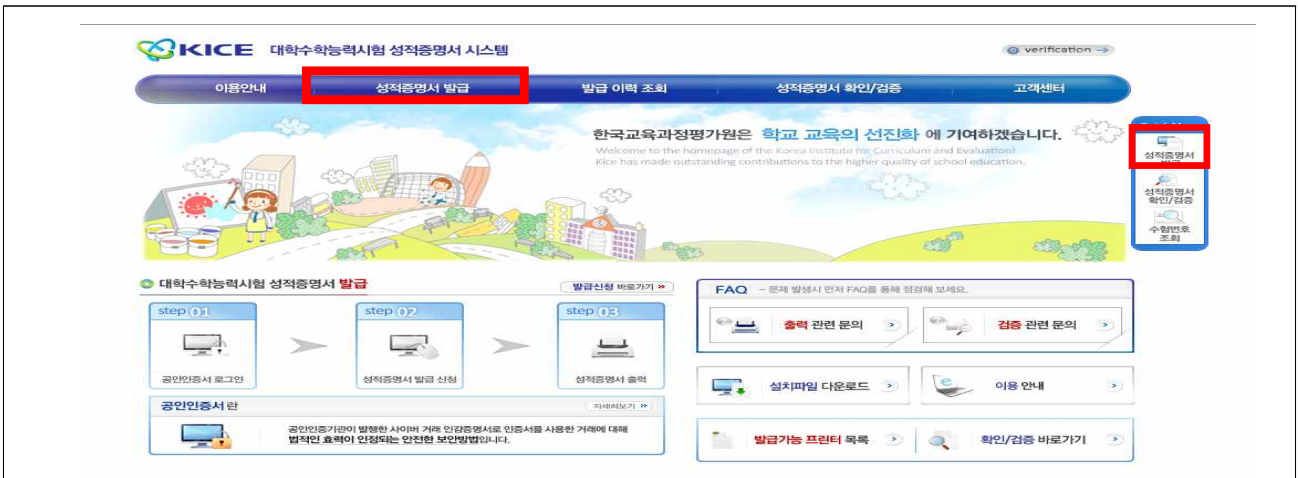 KICE 대학수학능력시험 성적증명서 시스템
verification
이용안내 성적증명서 발급 발급 이력 조회 성적증명서 확인/검증 고객센터
한국교육과정평가원은 학교 교육의 선진화 에 기여하겠습니다.
Welcome to the homepage of the Korea Institute for Curriculum and Evaluation!
Kice has made outstanding contributions to the higher quality of school education.
성적증명서
발급
성적증명서
확인/검증
수험번호
조회
대학수학능력시험 성적증명서 발급
발급신청 바로가기
step 01
공인인증서 로그인
step 02
성적증명서 발급 신청
step 03
성적증명서 출력
공인인증서란
자세히보기
공인인증기관이 발행한 사이버 거래 인감증명서로 인증서를 사용한 거래에 대해
법적인 효력이 인정되는 안전한 보안방법입니다.
FAQ - 문제 발생시 먼저 FAQ를 통해 점검해 보세요.
출력 관련 문의
검증 관련 문의
설치파일 다운로드
이용 안내
발급가능 프린터 목록
확인/검증 바로가기